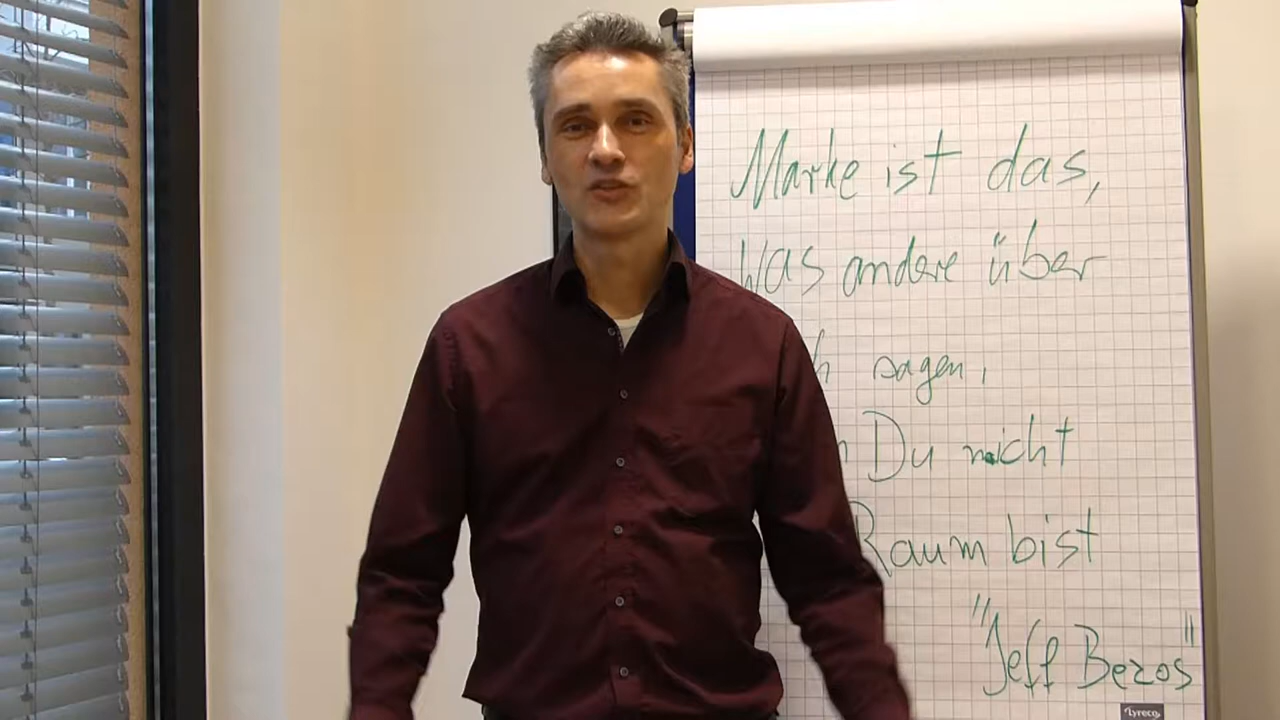 Marke ist das,
was andere über
sagen,
Du nicht
Raum bist
"Jeff Bezos"
Lyreco